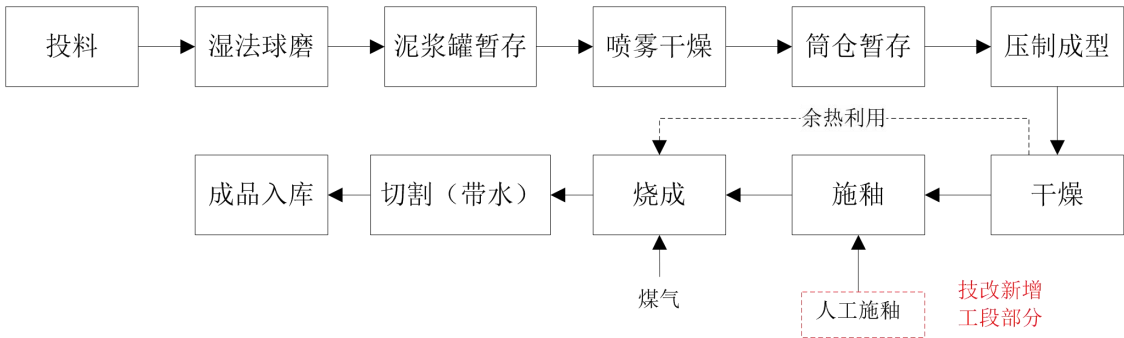 投料
湿法球磨
泥浆罐暂存
喷雾干燥
筒仓暂存
压制成型
余热利用
成品入库
切割（带水）
烧成
施釉
干燥
煤气
人工施釉
技改新增
工段部分